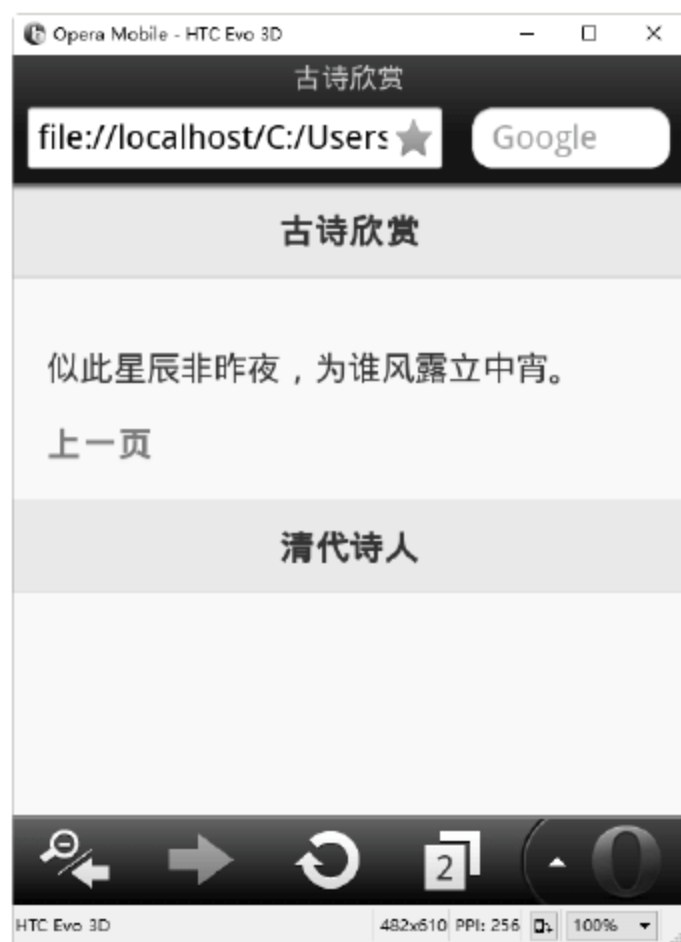 Opera Mobile - HTC Evo 3D
古诗欣赏
file://localhost/C:/Users
Google
古诗欣赏
似此星辰非昨夜，为谁风露立中宵。
上一页
清代诗人
2
HTC Evo 3D 482x610 PPI: 256 100%